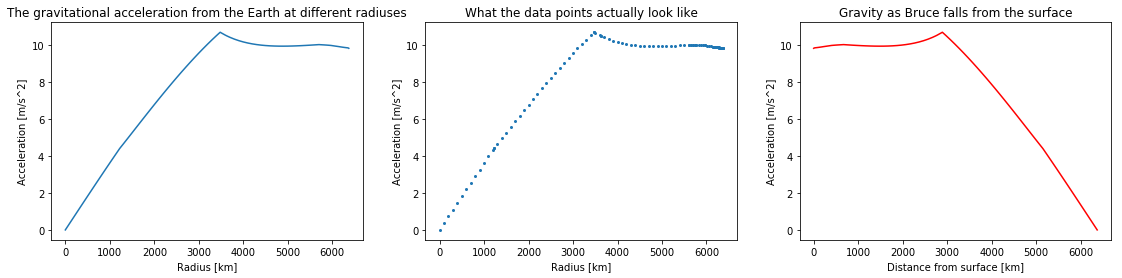 The gravitational acceleration from the Earth at different radiuses
Acceleration [m/s^2]
10
8
6
4
2
0
0 1000 2000 3000 4000 5000 6000
Radius [km]
What the data points actually look like
Acceleration [m/s^2]
10
8
6
4
2
0
0 1000 2000 3000 4000 5000 6000
Radius [km]
Gravity as Bruce falls from the surface
Acceleration [m/s^2]
10
8
6
4
2
0
0 1000 2000 3000 4000 5000 6000
Distance from surface [km]